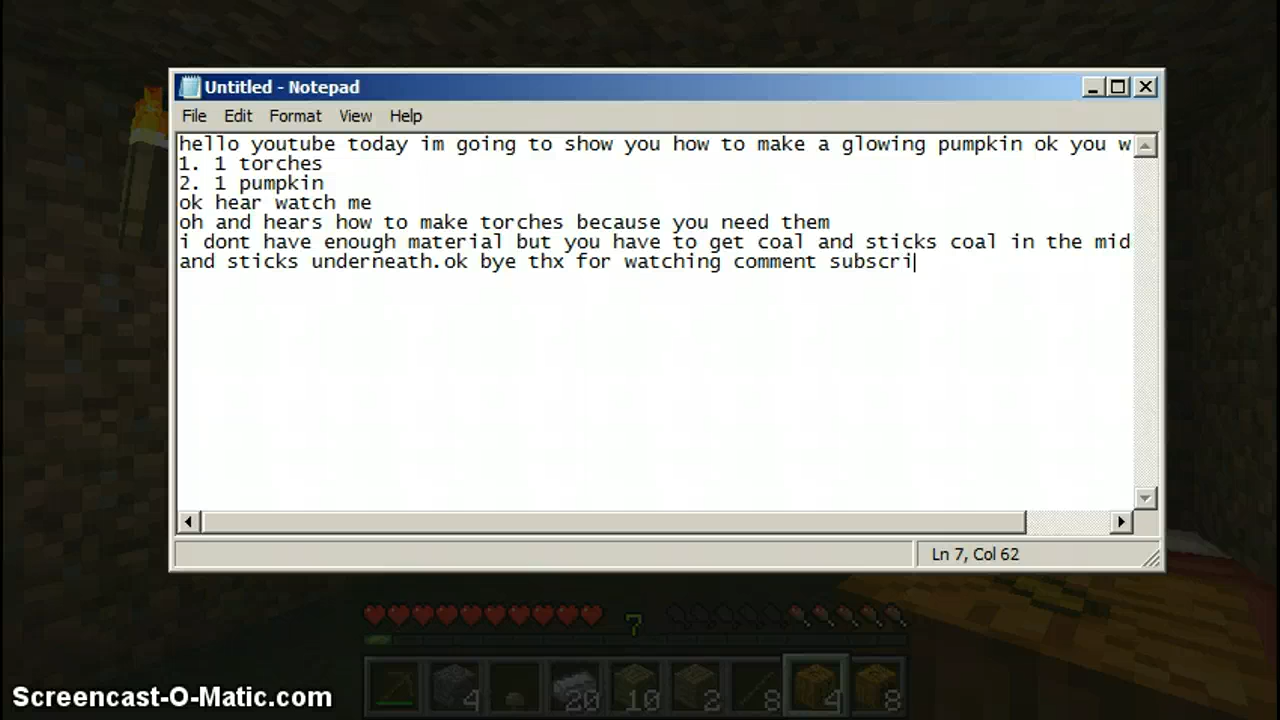 Untitled - Notepad
File Edit Format View Help
hello youtube today im going to show you how to make a glowing pumpkin ok you w
1. 1 torches
2. 1 pumpkin
ok hear watch me
oh and hears how to make torches because you need them
i dont have enough material but you have to get coal and sticks coal in the mid
and sticks underneath.ok bye thx for watching comment subscri
Ln 7, Col 62
7
4 20 10 2 8 4 8
Screencast-O-Matic.com